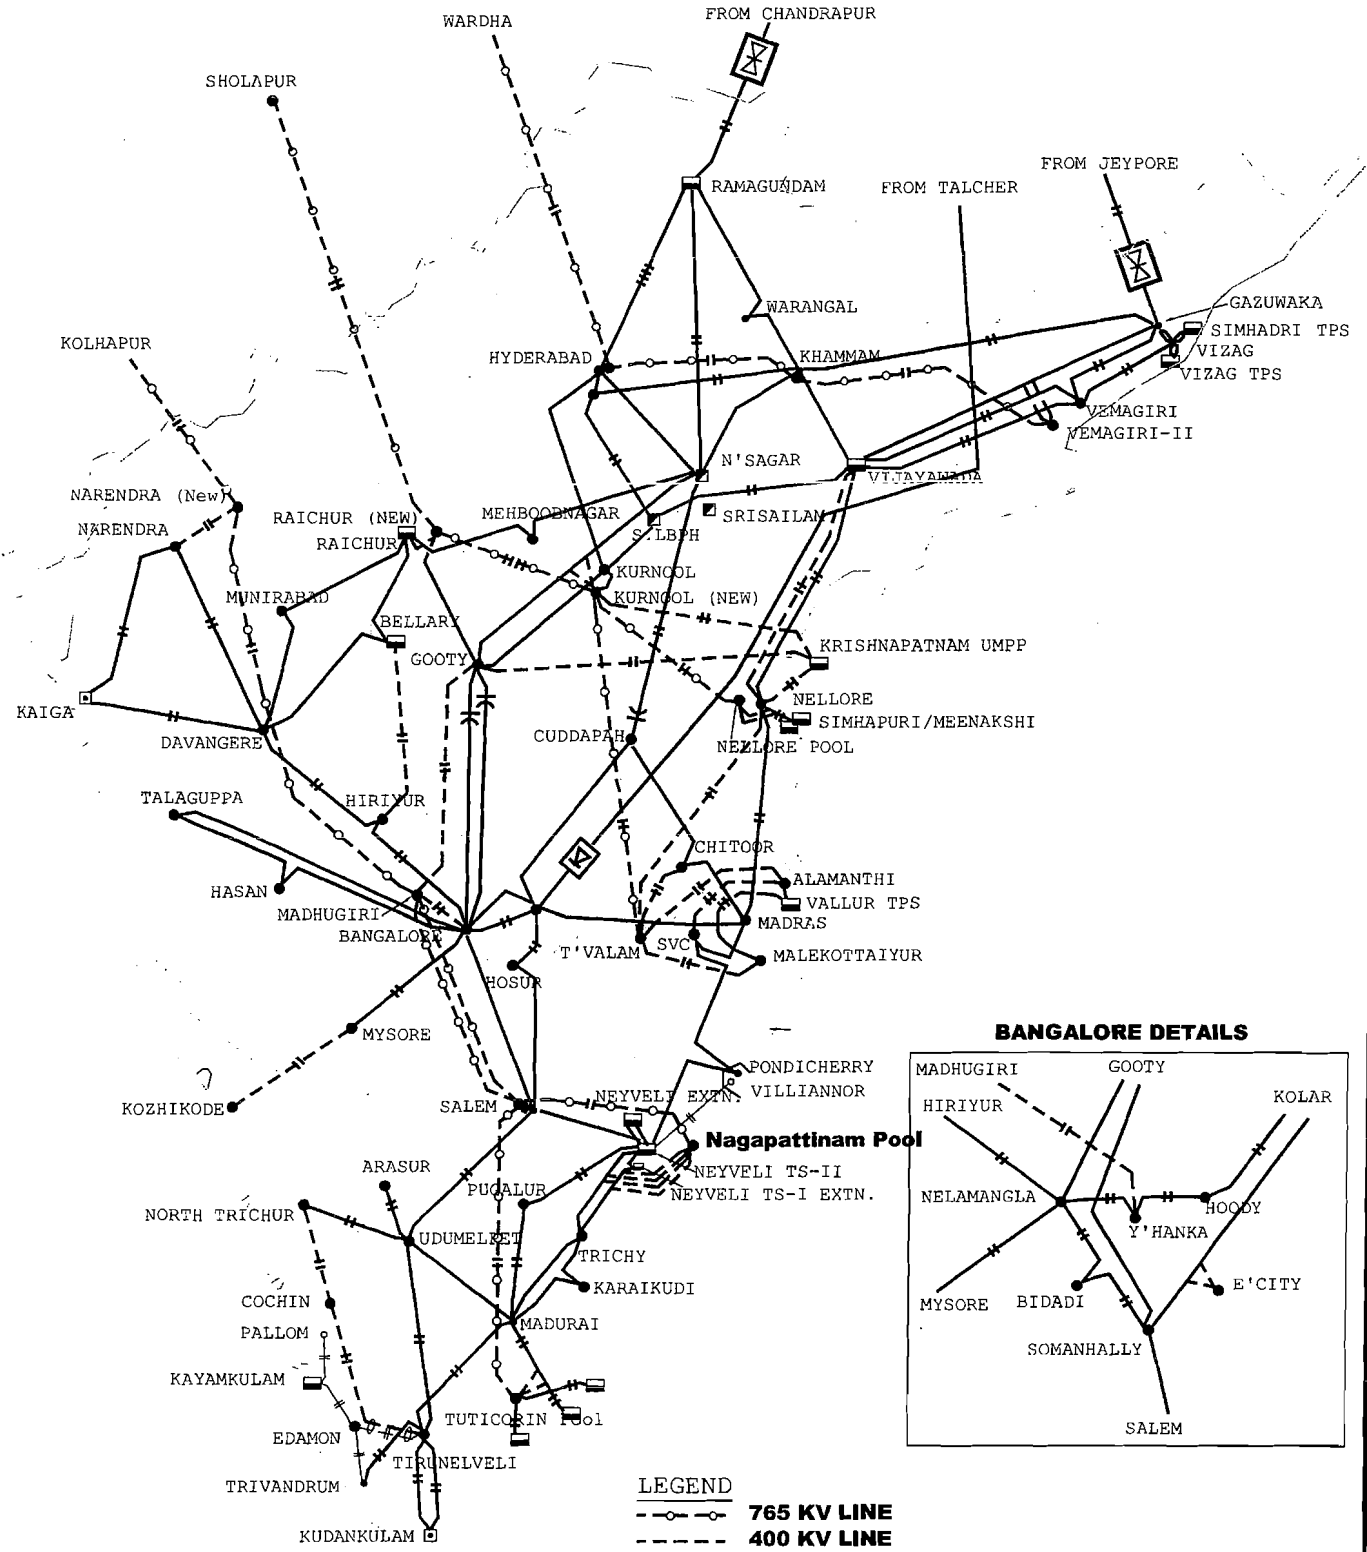 WARDHA
FROM CHANDRAPUR
SHOLAPUR
FROM JEYPORE
RAMAGUNDAM
FROM TALCHER
WARANGAL
GAZUWAKA
SIMHADRI TPS
KOLHAPUR
HYDERABAD
KHAMMAM
VIZAG
VIZAG TPS
VEMAGIRI
VEMAGIRI-II
N'SAGAR
VIJAYAWADA
NARENDRA (New)
RAICHUR (NEW)
MEHBOOBNAGAR
SRISAILAM
NARENDRA
RAICHUR
S.LBPH
KURNOOL
MUNIRABAD
KURNOOL (NEW)
BELLARY
KRISHNAPATNAM UMPP
GOOTY
NELLORE
KAIGA
SIMHAPURI/MEENAKSHI
DAVANGERE
CUDDAPAH
NELLORE POOL
TALAGUPPA
HIRIYUR
CHITOOR
HASAN
ALAMANTHI
VALLUR TPS
MADHUGIRI
MADRAS
BANGALORE
T'VALAM
SVC
MALEKOTTAIYUR
HOSUR
MYSORE
PONDICHERRY
VILLIANNOR
KOZHIKODE
SALEM
NEYVELI EXTN.
Nagapattinam Pool
ARASUR
NEYVELI TS-II
PUGALUR
NEYVELI TS-I EXTN.
NORTH TRICHUR
UDUMELPET
TRICHY
KARAIKUDI
COCHIN
MADURAI
PALLOM
KAYAMKULAM
TUTICORIN Pool
EDAMON
TIRUNELVELI
TRIVANDRUM
KUDANKULAM
BANGALORE DETAILS
MADHUGIRI
GOOTY
HIRIYUR
KOLAR
NELAMANGLA
HOODY
Y'HANKA
E'CITY
MYSORE
BIDADI
SOMANHALLY
SALEM
LEGEND
765 KV LINE
400 KV LINE